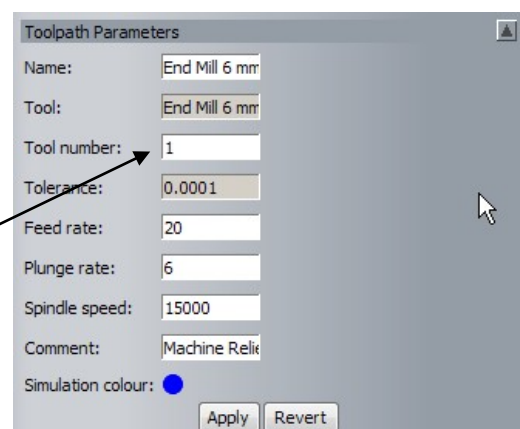 Toolpath Parameters
Name: End Mill 6 mm
Tool: End Mill 6 mm
Tool number: 1
Tolerance: 0.0001
Feed rate: 20
Plunge rate: 6
Spindle speed: 15000
Comment: Machine Relie
Simulation colour:
Apply Revert